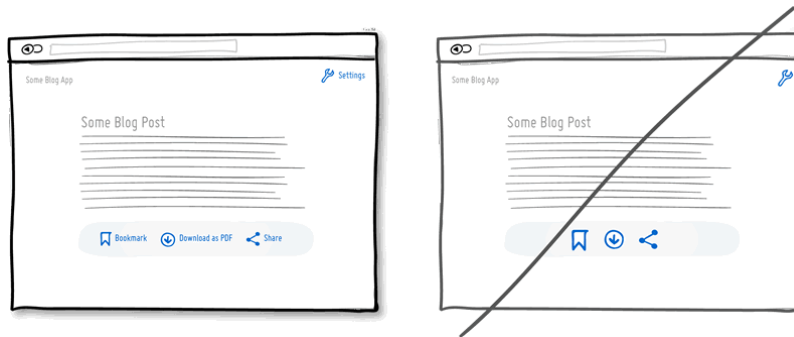 Some Blog App
Settings
Some Blog Post
Bookmark
Download as PDF
Share
Some Blog App
Some Blog Post